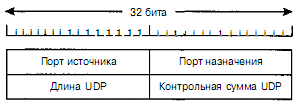 32 бита
Порт источника Порт назначения
Длина UDP Контрольная сумма UDP